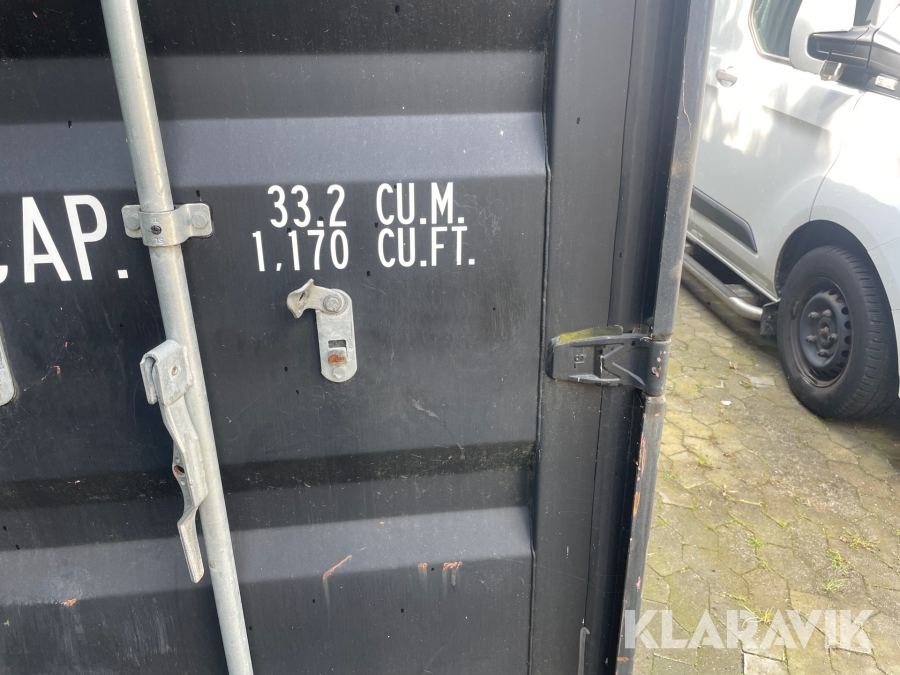 CAP. 33.2 CU.M.
1,170 CU.FT.
KLARAVIK